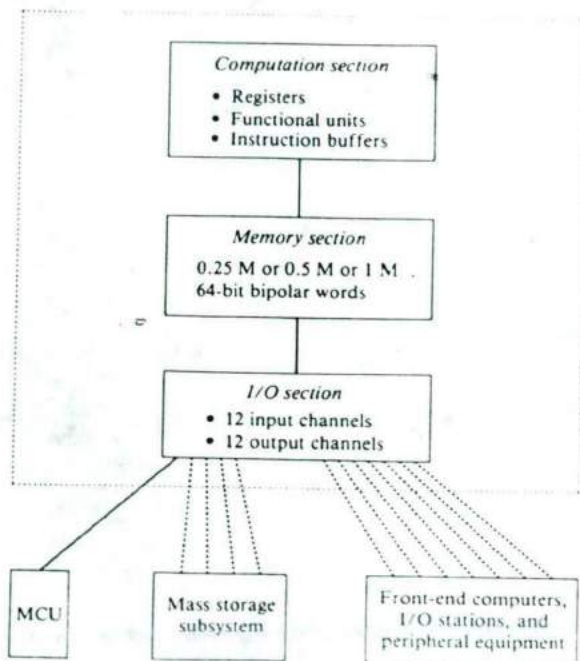 Computation section
• Registers
• Functional units
• Instruction buffers
Memory section
0.25 M or 0.5 M or 1 M
64-bit bipolar words
I/O section
• 12 input channels
• 12 output channels
MCU
Mass storage
subsystem
Front-end computers,
I/O stations, and
peripheral equipment